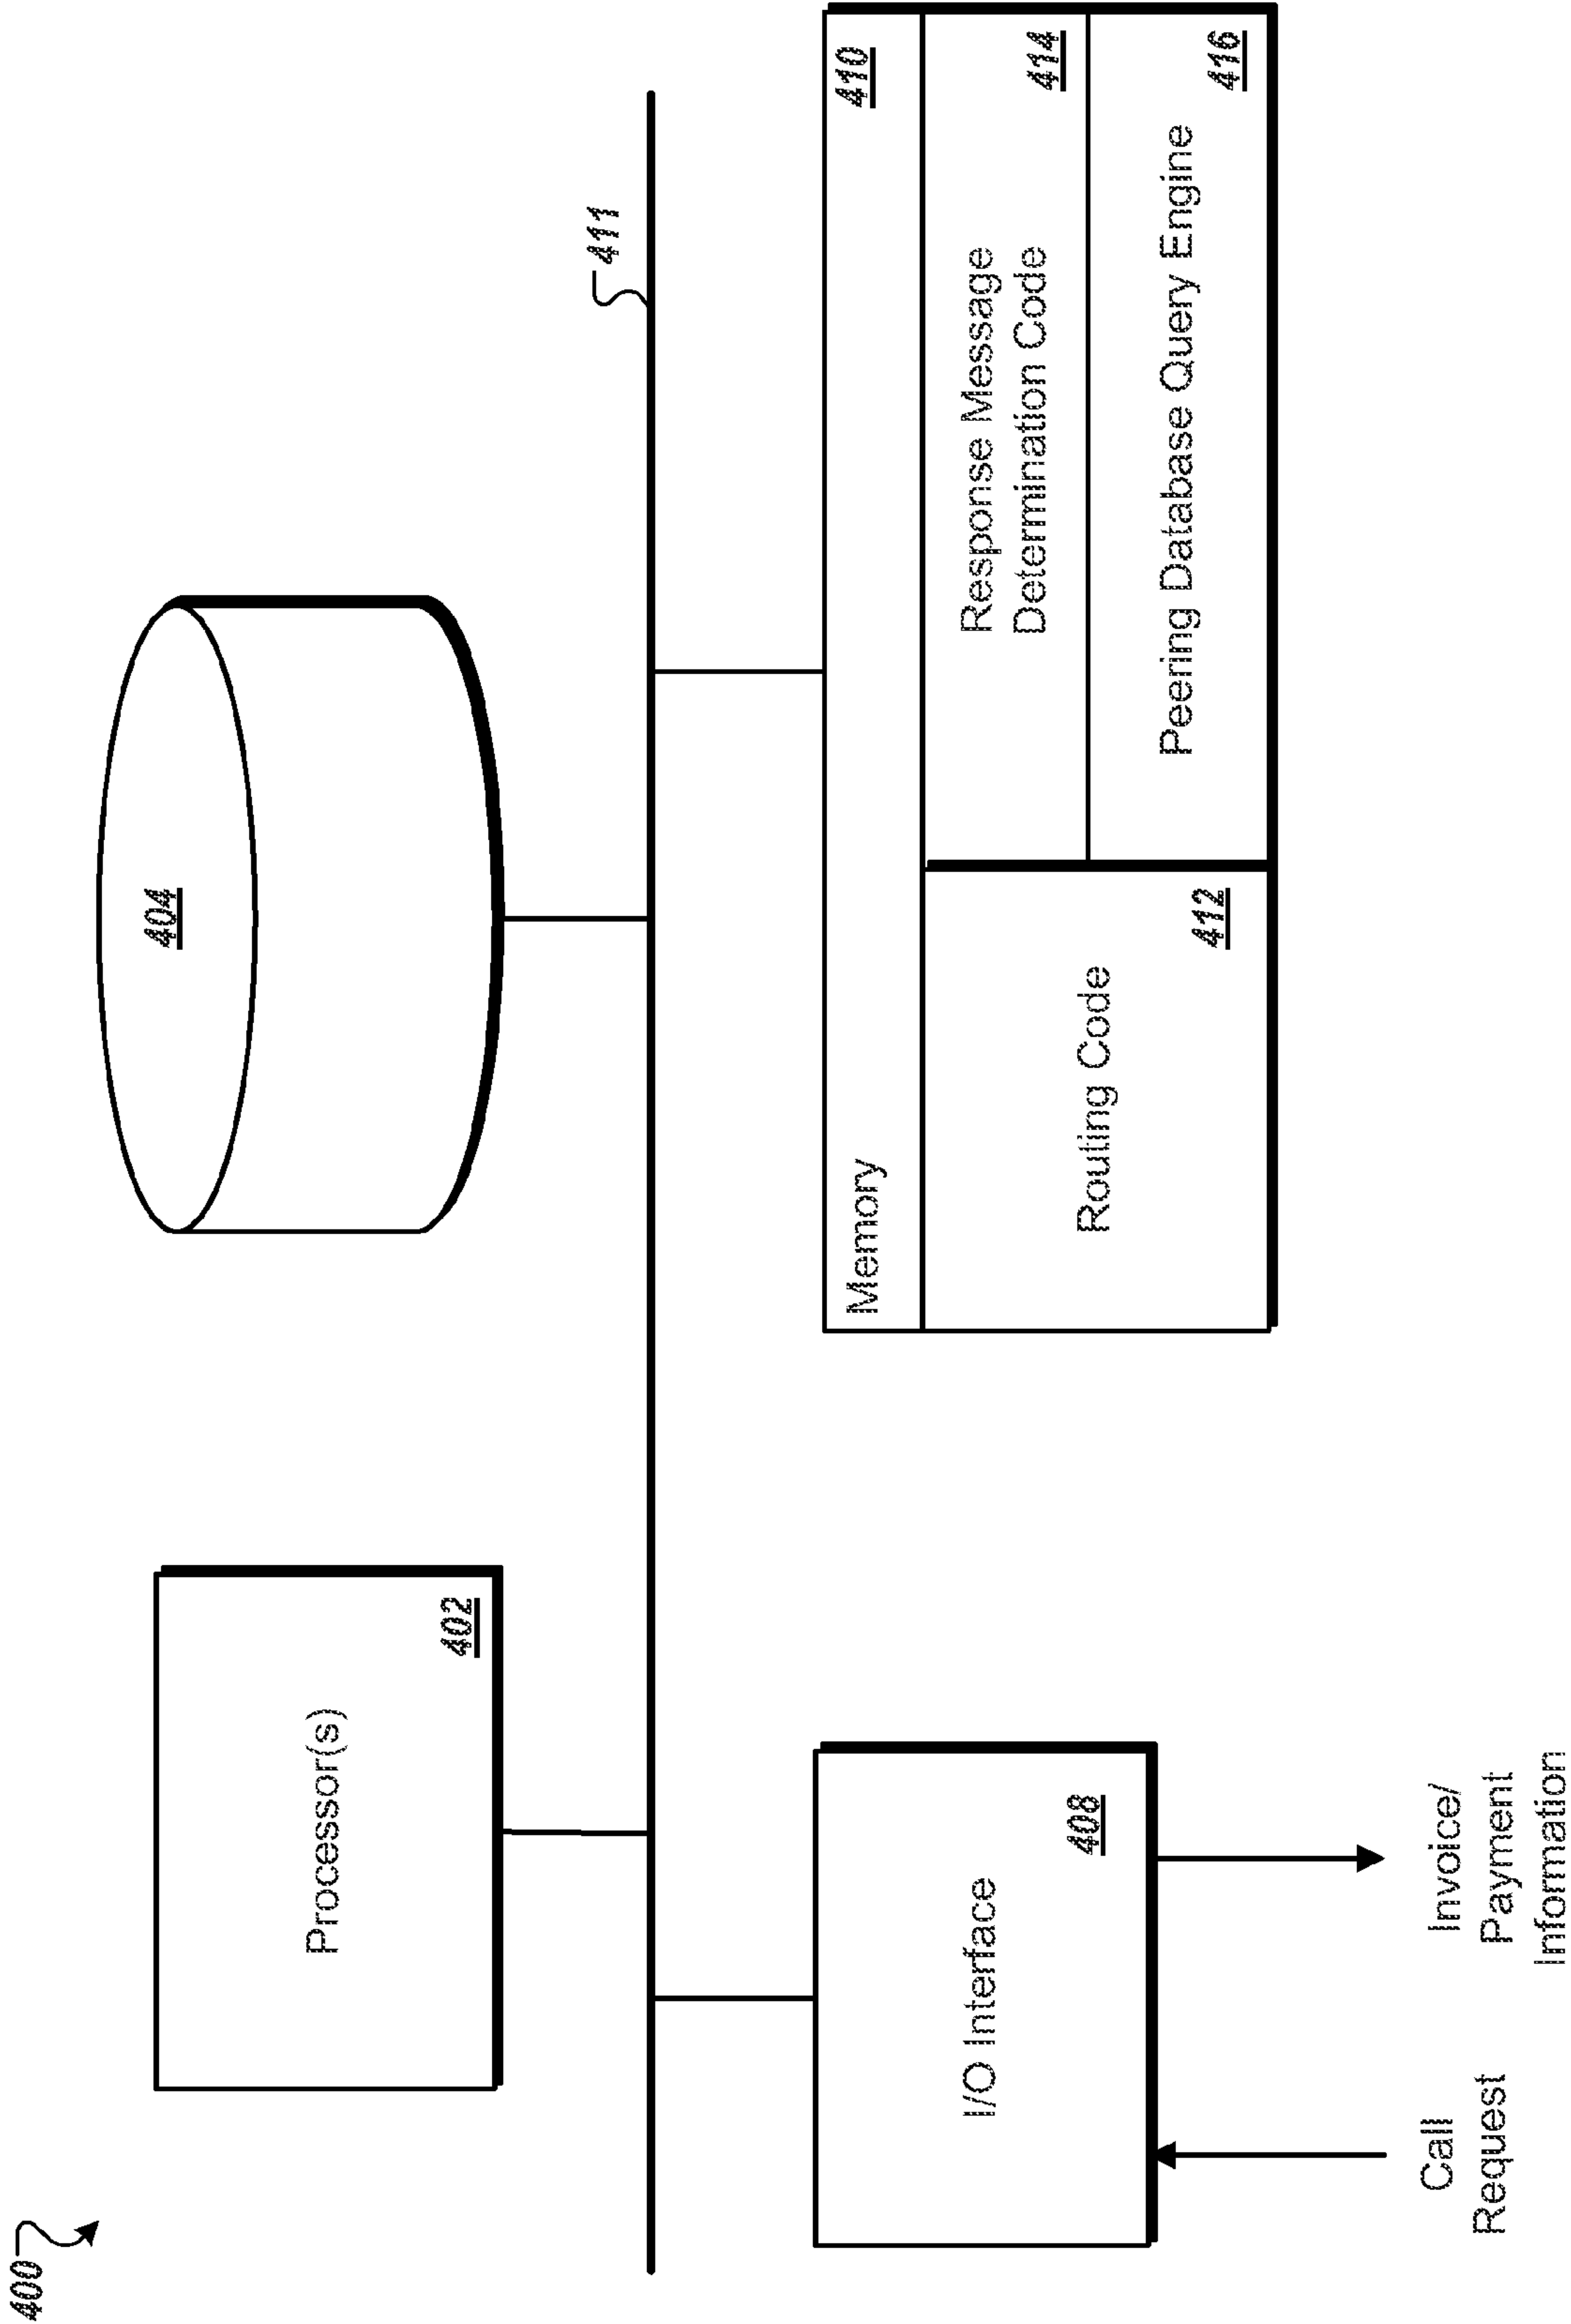 400
Processor(s)
402
404
411
I/O Interface
408
Call
Request
Invoice/
Payment
Information
Memory
410
Routing Code
412
Response Message
Determination Code
414
Peering Database Query Engine
416